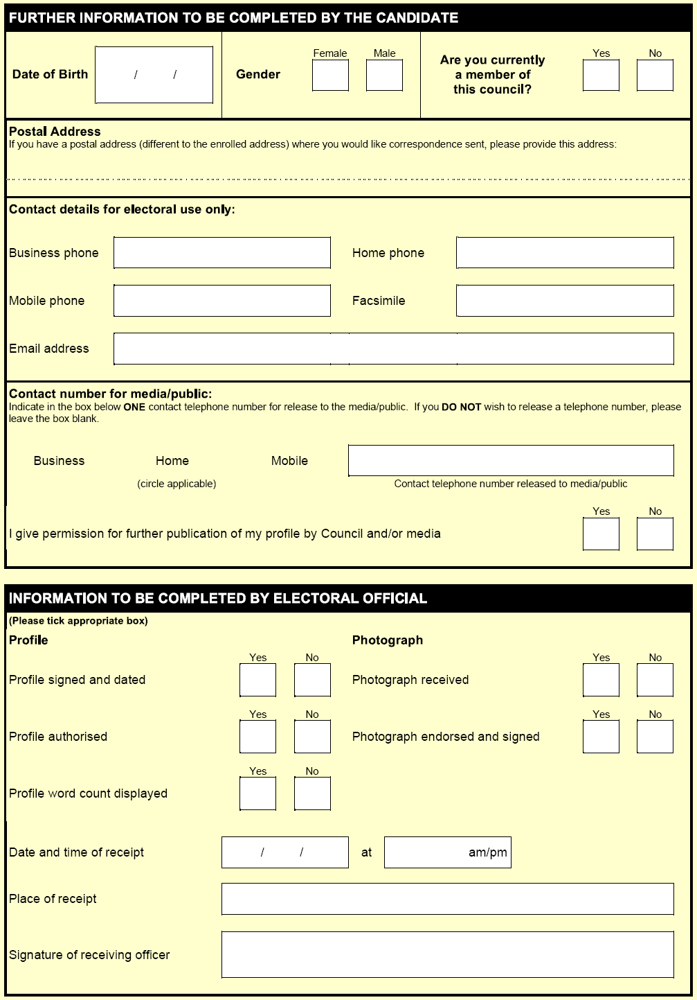 FURTHER INFORMATION TO BE COMPLETED BY THE CANDIDATE
Date of Birth / / Gender Female Male Are you currently a member of this council? Yes No
Postal Address
If you have a postal address (different to the enrolled address) where you would like correspondence sent, please provide this address:
Contact details for electoral use only:
Business phone Home phone
Mobile phone Facsimile
Email address
Contact number for media/public:
Indicate in the box below ONE contact telephone number for release to the media/public. If you DO NOT wish to release a telephone number, please
leave the box blank.
Business Home Mobile
(circle applicable) Contact telephone number released to media/public
Yes No
I give permission for further publication of my profile by Council and/or media
INFORMATION TO BE COMPLETED BY ELECTORAL OFFICIAL
(Please tick appropriate box)
Profile Photograph
Yes No Yes No
Profile signed and dated Photograph received
Yes No Yes No
Profile authorised Photograph endorsed and signed
Yes No
Profile word count displayed
Date and time of receipt / / at am/pm
Place of receipt
Signature of receiving officer